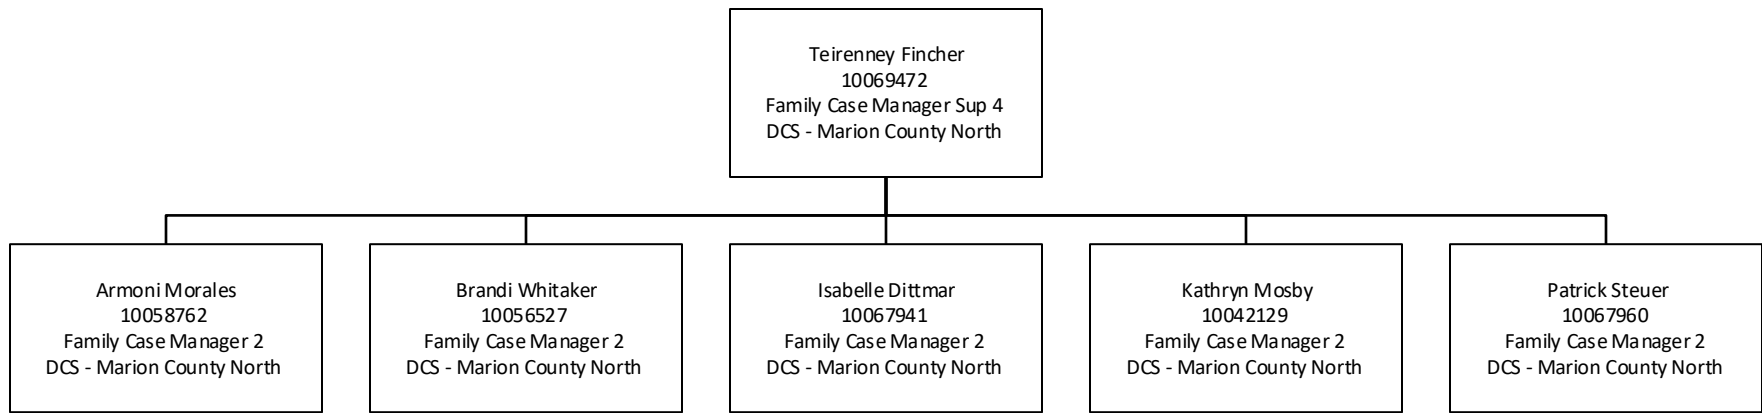 Teirenney Fincher
10069472
Family Case Manager Sup 4
DCS - Marion County North
Armoni Morales
10058762
Family Case Manager 2
DCS - Marion County North
Brandi Whitaker
10056527
Family Case Manager 2
DCS - Marion County North
Isabelle Dittmar
10067941
Family Case Manager 2
DCS - Marion County North
Kathryn Mosby
10042129
Family Case Manager 2
DCS - Marion County North
Patrick Steuer
10067960
Family Case Manager 2
DCS - Marion County North